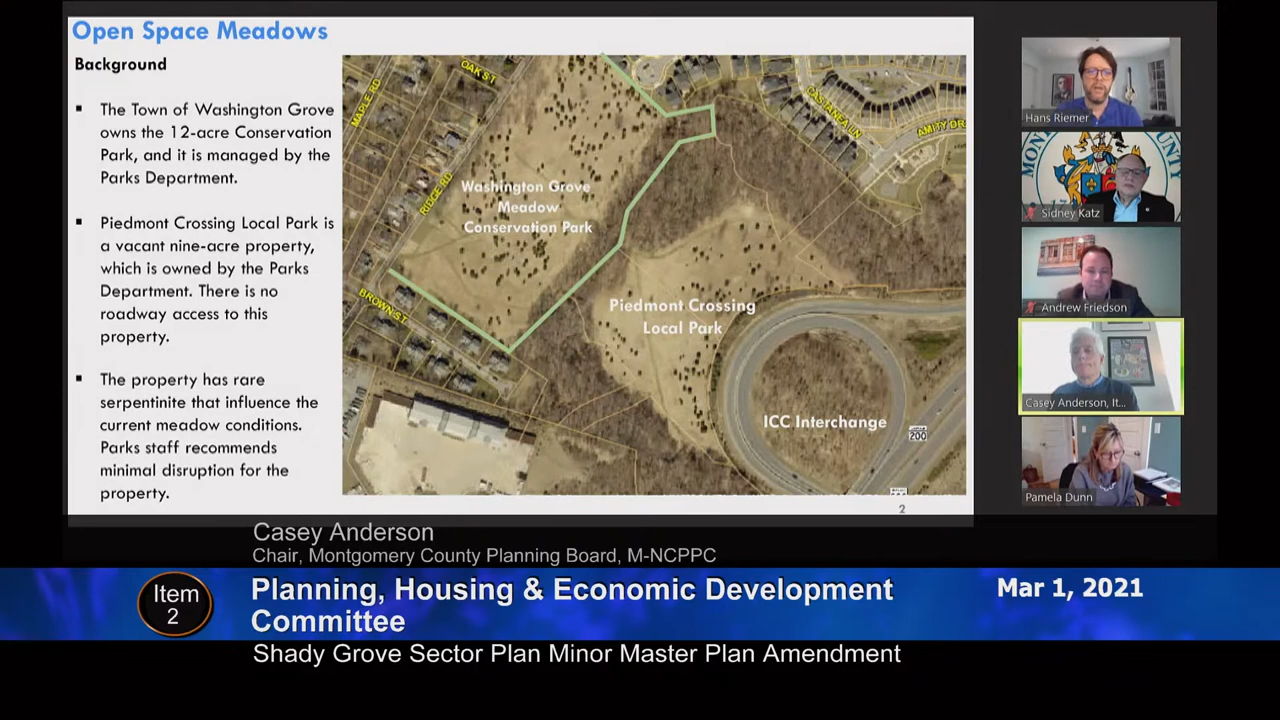 Open Space Meadows
Background
▪ The Town of Washington Grove
owns the 12-acre Conservation
Park, and it is managed by the
Parks Department.
▪ Piedmont Crossing Local Park is
a vacant nine-acre property,
which is owned by the Parks
Department. There is no
roadway access to this
property.
▪ The property has rare
serpentinite that influence the
current meadow conditions.
Parks staff recommends
minimal disruption for the
property.
MAPLE RD
OAK ST
RIDGE RD
BROWN ST
CASTANEA LN
AMITY DR
Washington Grove
Meadow
Conservation Park
Piedmont Crossing
Local Park
ICC Interchange
200
2
Hans Riemer
MON
UNTY
Sidney Katz
Andrew Friedson
Casey Anderson, It...
Pamela Dunn
Casey Anderson
Chair, Montgomery County Planning Board, M-NCPPC
Item
2
Planning, Housing & Economic Development
Committee
Mar 1, 2021
Shady Grove Sector Plan Minor Master Plan Amendment